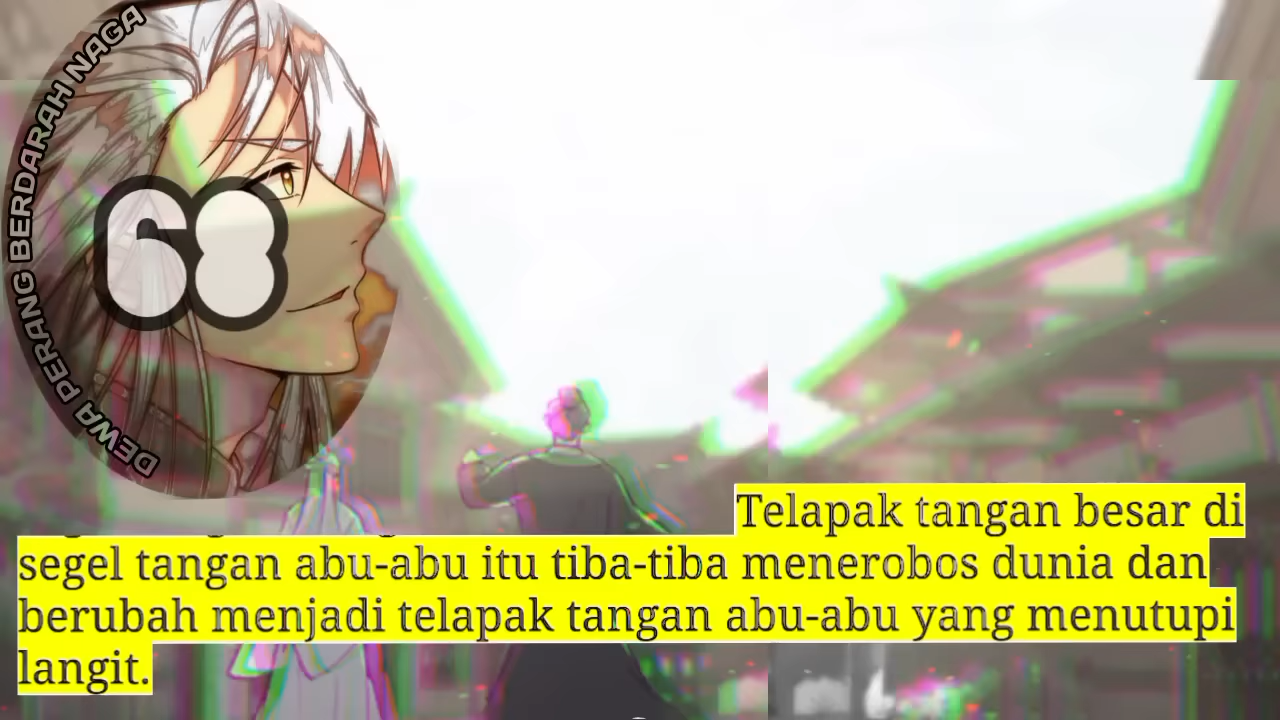 DEWA PERANG BERDARAH NAGA
68
Telapak tangan besar di
segel tangan abu-abu itu tiba-tiba menerobos dunia dan
berubah menjadi telapak tangan abu-abu yang menutupi
langit.